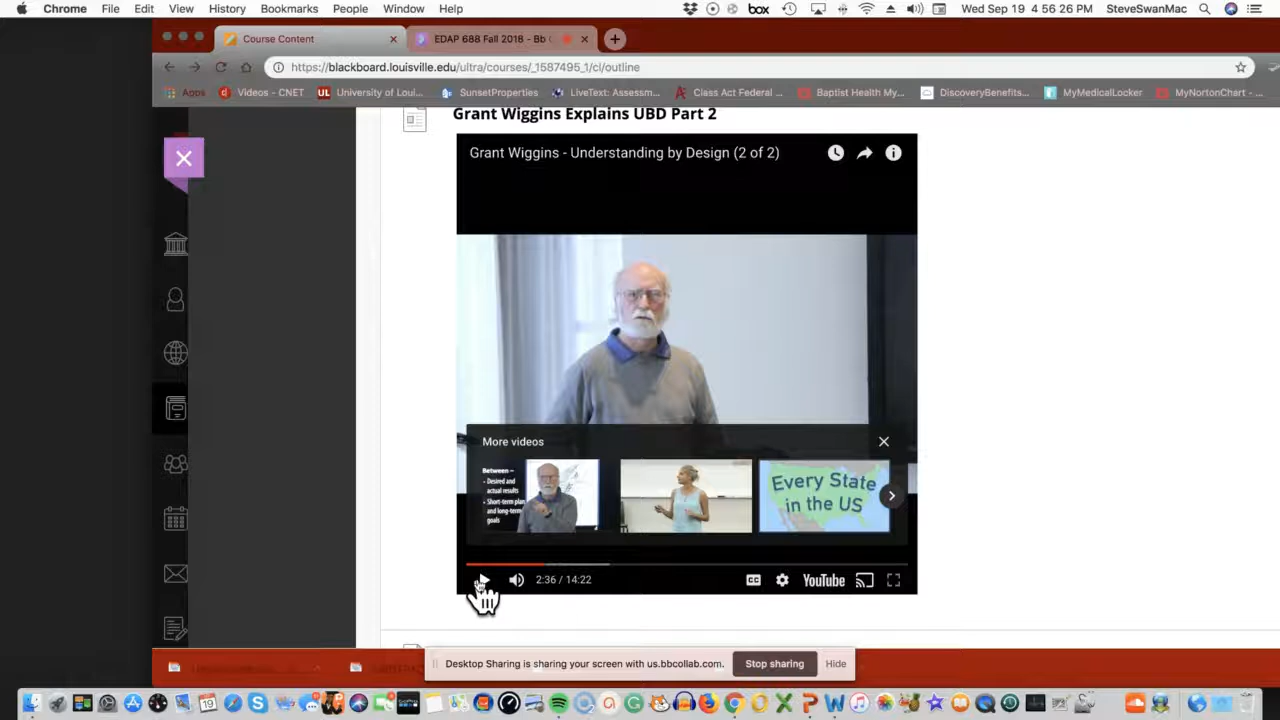 Chrome File Edit View History Bookmarks People Window Help box Wed Sep 19 4:56:26 PM SteveSwanMac
Course Content EDAP 688 Fall 2018 - Bb
https://blackboard.louisville.edu/ultra/courses/_1587495_1/cl/outline
Apps Videos - CNET UL University of Loui... SunsetProperties LiveText: Assessm... Class Act Federal ... Baptist Health My... DiscoveryBenefits... MyMedicalLocker MyNortonChart - ...
Grant Wiggins Explains UBD Part 2
Grant Wiggins - Understanding by Design (2 of 2)
More videos
Between –
• Desired and
actual results
• Short-term plan
and long-term
goals
Every State
in the US
2:36 / 14:22 CC YouTube
Desktop Sharing is sharing your screen with us.bbcollab.com. Stop sharing Hide